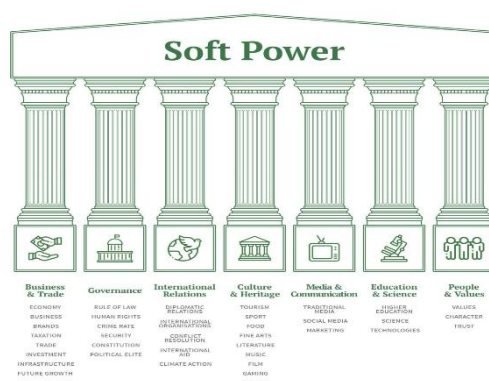 Soft Power
Business
& Trade
ECONOMY
BUSINESS
BRANDS
TAXATION
TRADE
INVESTMENT
INFRASTRUCTURE
FUTURE GROWTH
Governance
RULE OF LAW
HUMAN RIGHTS
CRIME RATE
SECURITY
CONSTITUTION
POLITICAL ELITE
International
Relations
DIPLOMATIC
RELATIONS
INTERNATIONAL
ORGANISATIONS
CONFLICT
RESOLUTION
INTERNATIONAL
AID
CLIMATE ACTION
Culture
& Heritage
TOURISM
SPORT
FOOD
FINE ARTS
LITERATURE
MUSIC
FILM
GAMING
Media &
Communication
TRADITIONAL
MEDIA
SOCIAL MEDIA
MARKETING
Education
& Science
HIGHER
EDUCATION
SCIENCE
TECHNOLOGIES
People
& Values
VALUES
CHARACTER
TRUST